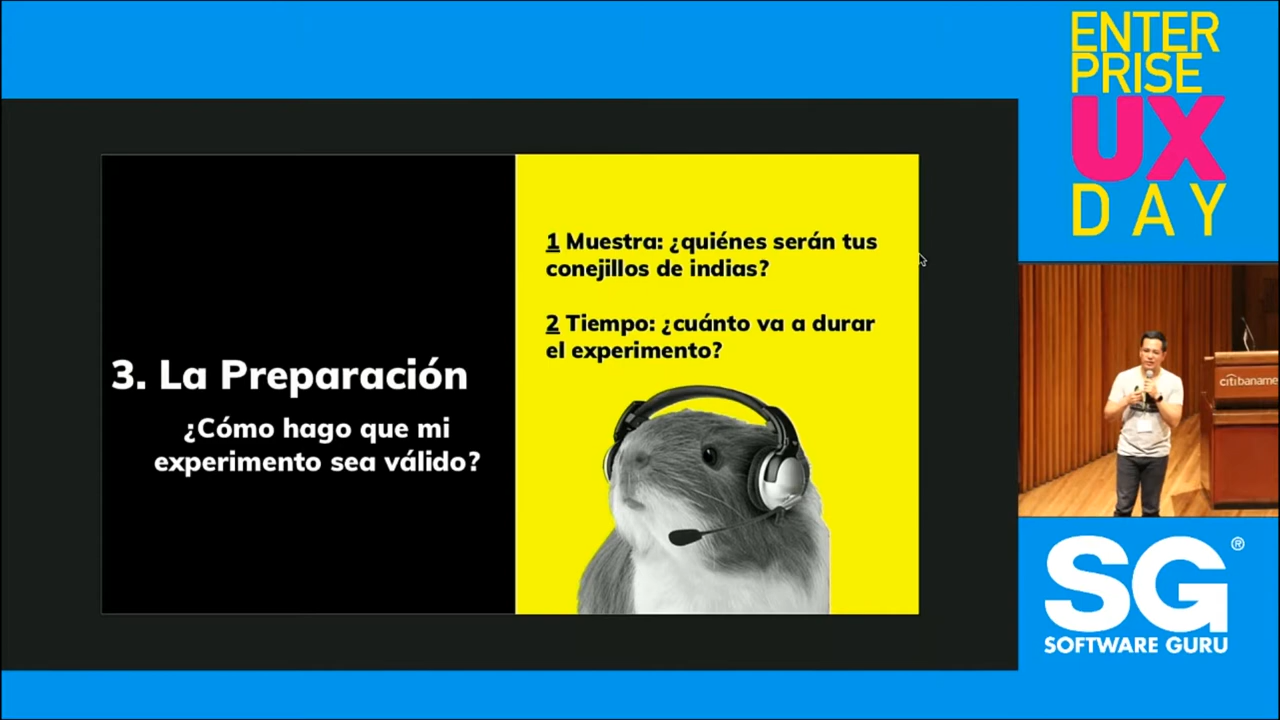 3. La Preparación
¿Cómo hago que mi
experimento sea válido?
1 Muestra: ¿quiénes serán tus
conejillos de indias?
2 Tiempo: ¿cuánto va a durar
el experimento?
ENTER
PRISE
UX
DAY
citibaname
SG®
SOFTWARE GURU